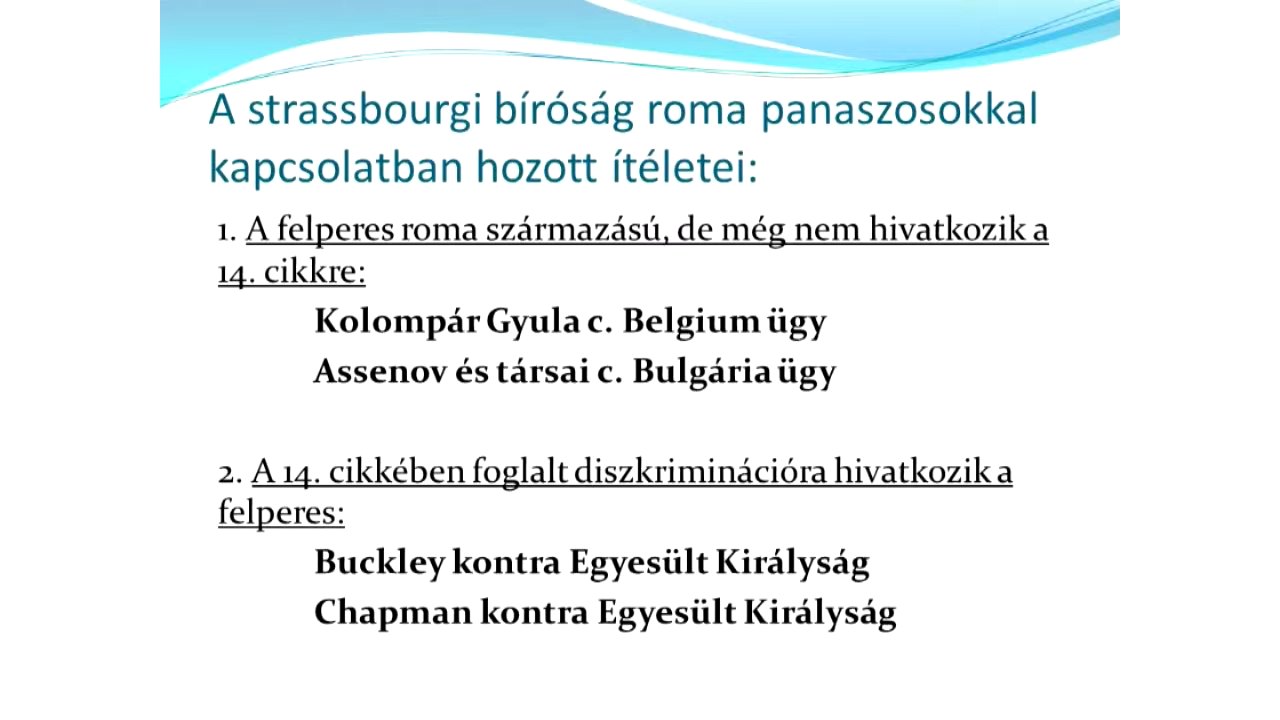 A strassbourgi bíróság roma panaszosokkal
kapcsolatban hozott ítéletei:
1. A felperes roma származású, de még nem hivatkozik a
14. cikkre:
Kolompár Gyula c. Belgium ügy
Assenov és társai c. Bulgária ügy
2. A 14. cikkében foglalt diszkriminációra hivatkozik a
felperes:
Buckley kontra Egyesült Királyság
Chapman kontra Egyesült Királyság